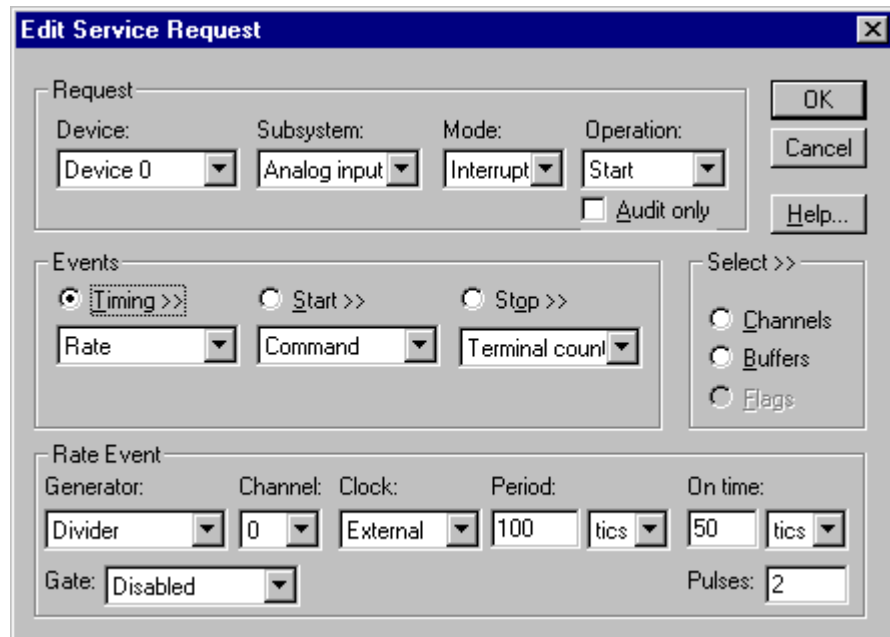 Edit Service Request
Request
OK
Device: Subsystem: Mode: Operation:
Device 0 Analog input Interrupt Start
Cancel
Audit only
Help...
Events
Timing >> Start >> Stop >>
Rate Command Terminal count
Select >>
Channels
Buffers
Flags
Rate Event
Generator: Channel: Clock: Period: On time:
Divider 0 External 100 tics 50 tics
Gate: Disabled Pulses: 2